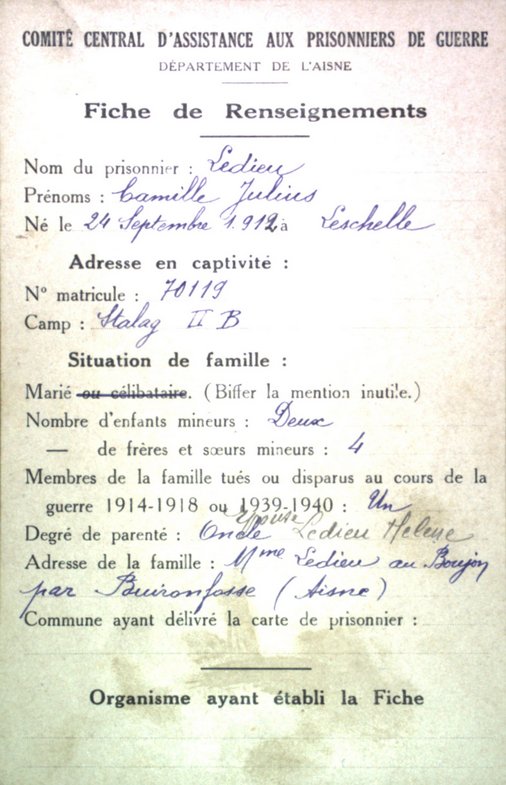 COMITÉ CENTRAL D'ASSISTANCE AUX PRISONNIERS DE GUERRE
DÉPARTEMENT DE L'AISNE
Fiche de Renseignements
Nom du prisonnier : Ledieu
Prénoms : Camille Julius
Né le 24 Septembre 1912 à Leschelle
Adresse en captivité :
N° matricule : 70119
Camp : Stalag II B
Situation de famille :
Marié ou célibataire. (Biffer la mention inutile.)
Nombre d'enfants mineurs : Deux
— de frères et sœurs mineurs : 4
Membres de la famille tués ou disparus au cours de la
guerre 1914-1918 ou 1939-1940 : Un
Degré de parenté : Oncle Epouse Ledieu Helene
Adresse de la famille : Mme Ledieu au Boujon
par Buironfosse (Aisne)
Commune ayant délivré la carte de prisonnier :
Organisme ayant établi la Fiche